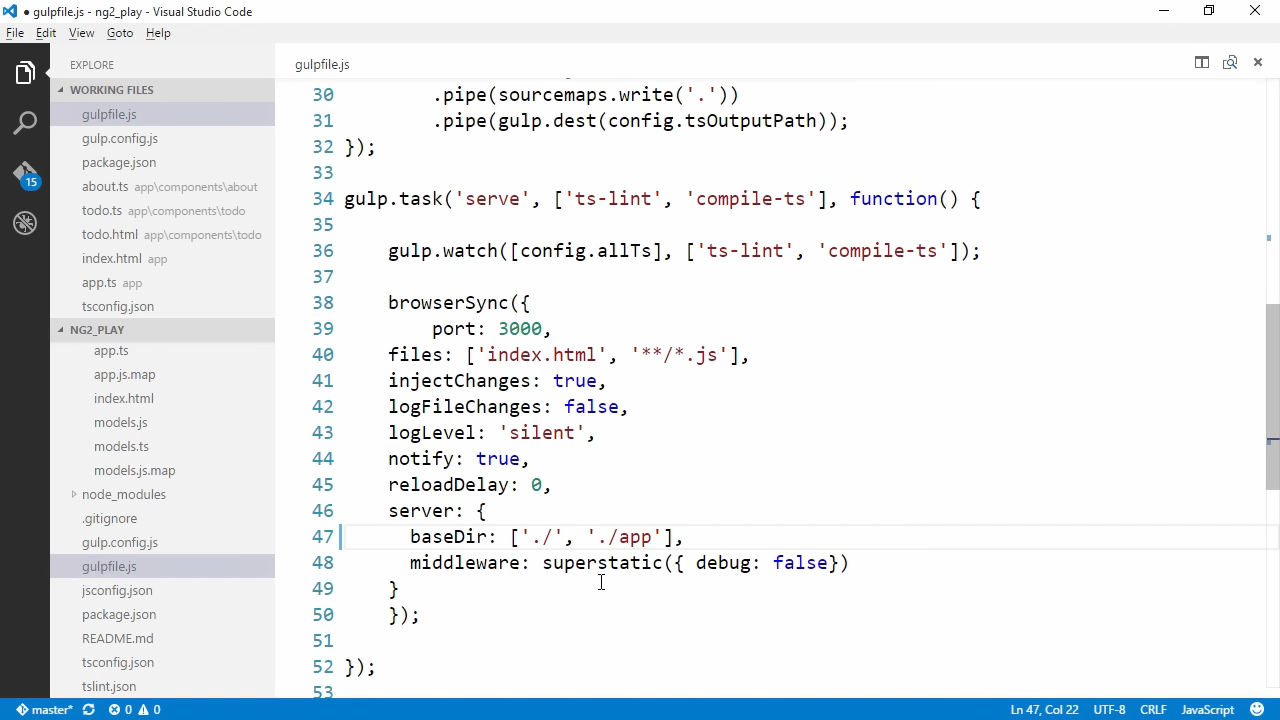 ● gulpfile.js - ng2_play - Visual Studio Code
File Edit View Goto Help
EXPLORE
WORKING FILES
gulpfile.js
gulp.config.js
package.json
about.ts app\components\about
todo.ts app\components\todo
todo.html app\components\todo
index.html app
app.ts app
tsconfig.json
NG2_PLAY
app.ts
app.js.map
index.html
models.js
models.ts
models.js.map
node_modules
.gitignore
gulp.config.js
gulpfile.js
jsconfig.json
package.json
README.md
tsconfig.json
tslint.json
15
gulpfile.js
30 .pipe(sourcemaps.write('.'))
31 .pipe(gulp.dest(config.tsOutputPath));
32 });
33
34 gulp.task('serve', ['ts-lint', 'compile-ts'], function() {
35
36 gulp.watch([config.allTs], ['ts-lint', 'compile-ts']);
37
38 browserSync({
39 port: 3000,
40 files: ['index.html', '**/*.js'],
41 injectChanges: true,
42 logFileChanges: false,
43 logLevel: 'silent',
44 notify: true,
45 reloadDelay: 0,
46 server: {
47 baseDir: ['./', './app'],
48 middleware: superstatic({ debug: false})
49 }
50 });
51
52 });
53
master* 0 0 Ln 47, Col 22 UTF-8 CRLF JavaScript